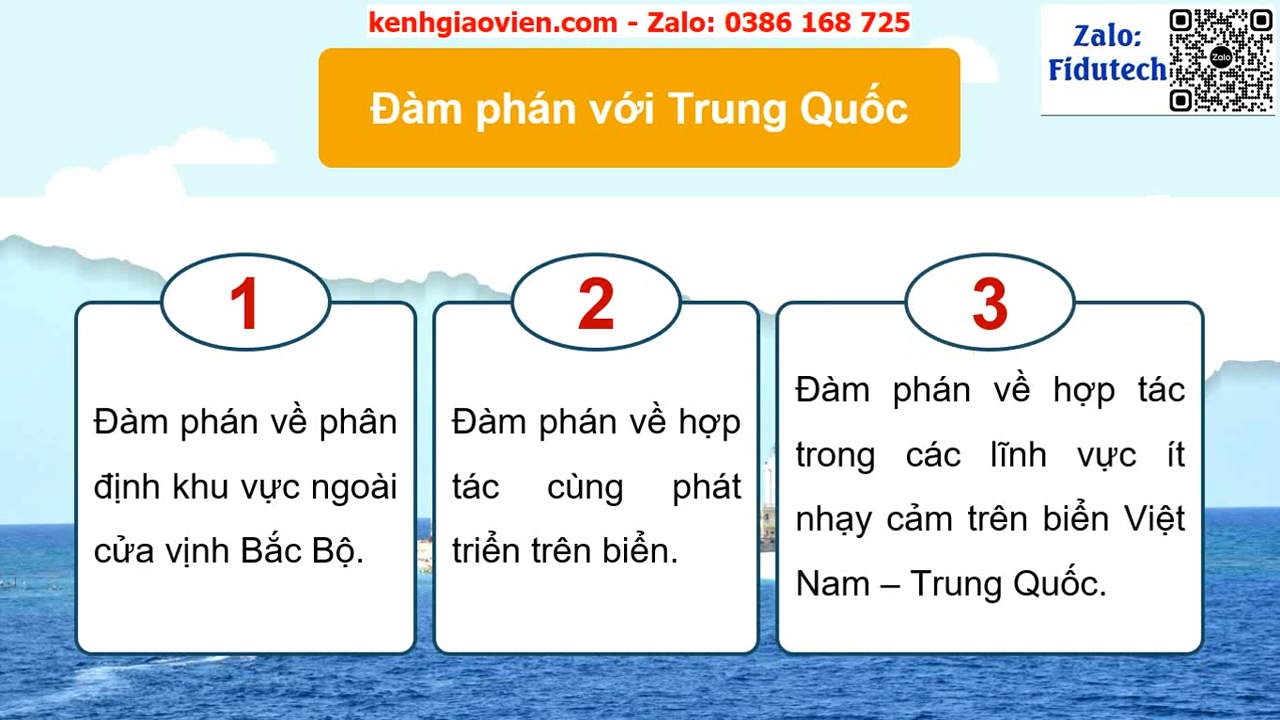 kenhgiaovien.com - Zalo: 0386 168 725
Zalo:
Fidutech
Zalo
Đàm phán với Trung Quốc
1
Đàm phán về phân
định khu vực ngoài
cửa vịnh Bắc Bộ.
2
Đàm phán về hợp
tác cùng phát
triển trên biển.
3
Đàm phán về hợp tác
trong các lĩnh vực ít
nhạy cảm trên biển Việt
Nam – Trung Quốc.